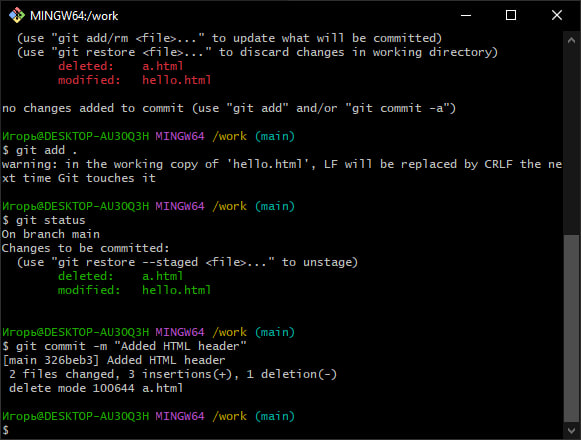 MINGW64:/work
(use "git add/rm <file>..." to update what will be committed)
(use "git restore <file>..." to discard changes in working directory)
deleted:    a.html
modified:   hello.html
no changes added to commit (use "git add" and/or "git commit -a")
Игорь@DESKTOP-AU3OQ3H MINGW64 /work (main)
$ git add .
warning: in the working copy of 'hello.html', LF will be replaced by CRLF the ne
xt time Git touches it
Игорь@DESKTOP-AU3OQ3H MINGW64 /work (main)
$ git status
On branch main
Changes to be committed:
(use "git restore --staged <file>..." to unstage)
deleted:    a.html
modified:   hello.html
Игорь@DESKTOP-AU3OQ3H MINGW64 /work (main)
$ git commit -m "Added HTML header"
[main 326beb3] Added HTML header
2 files changed, 3 insertions(+), 1 deletion(-)
delete mode 100644 a.html
Игорь@DESKTOP-AU3OQ3H MINGW64 /work (main)
$